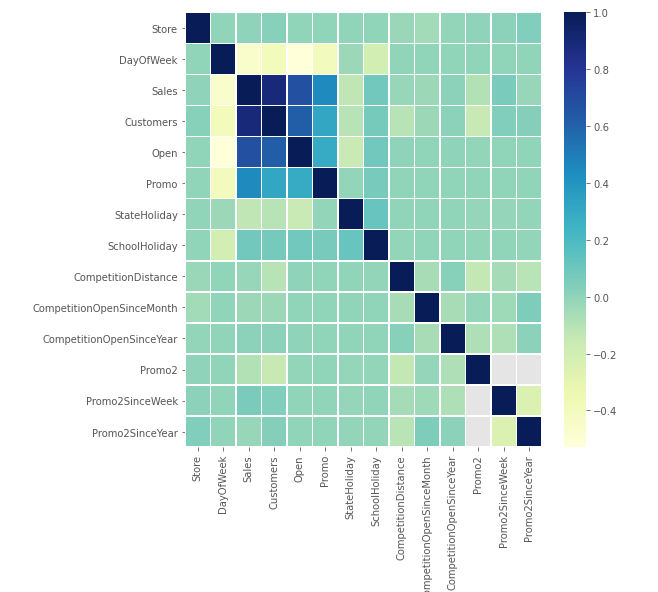 Store
DayOfWeek
Sales
Customers
Open
Promo
StateHoliday
SchoolHoliday
CompetitionDistance
CompetitionOpenSinceMonth
CompetitionOpenSinceYear
Promo2
Promo2SinceWeek
Promo2SinceYear
1.0
0.8
0.6
0.4
0.2
0.0
−0.2
−0.4
Store
DayOfWeek
Sales
Customers
Open
Promo
StateHoliday
SchoolHoliday
CompetitionDistance
ompetitionOpenSinceMonth
CompetitionOpenSinceYear
Promo2
Promo2SinceWeek
Promo2SinceYear